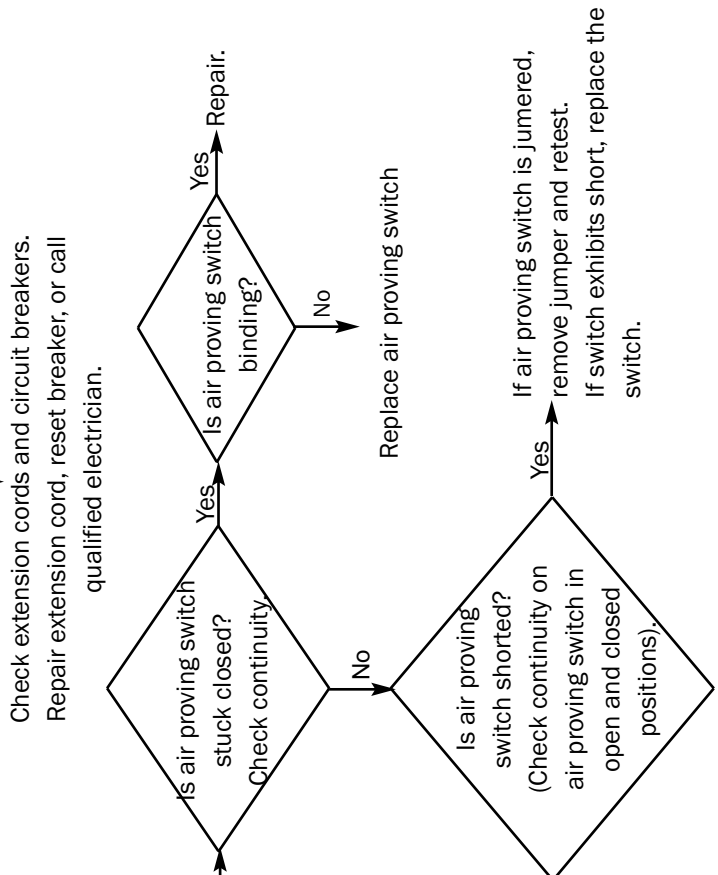 Check extension cords and circuit breakers.
Repair extension cord, reset breaker, or call
qualified electrician.
Is air proving switch
stuck closed?
Check continuity.
Yes
No
Is air proving switch
binding?
Yes
Repair.
No
Replace air proving switch
Is air proving
switch shorted?
(Check continuity on
air proving switch in
open and closed
positions).
Yes
If air proving switch is jumered,
remove jumper and retest.
If switch exhibits short, replace the
switch.